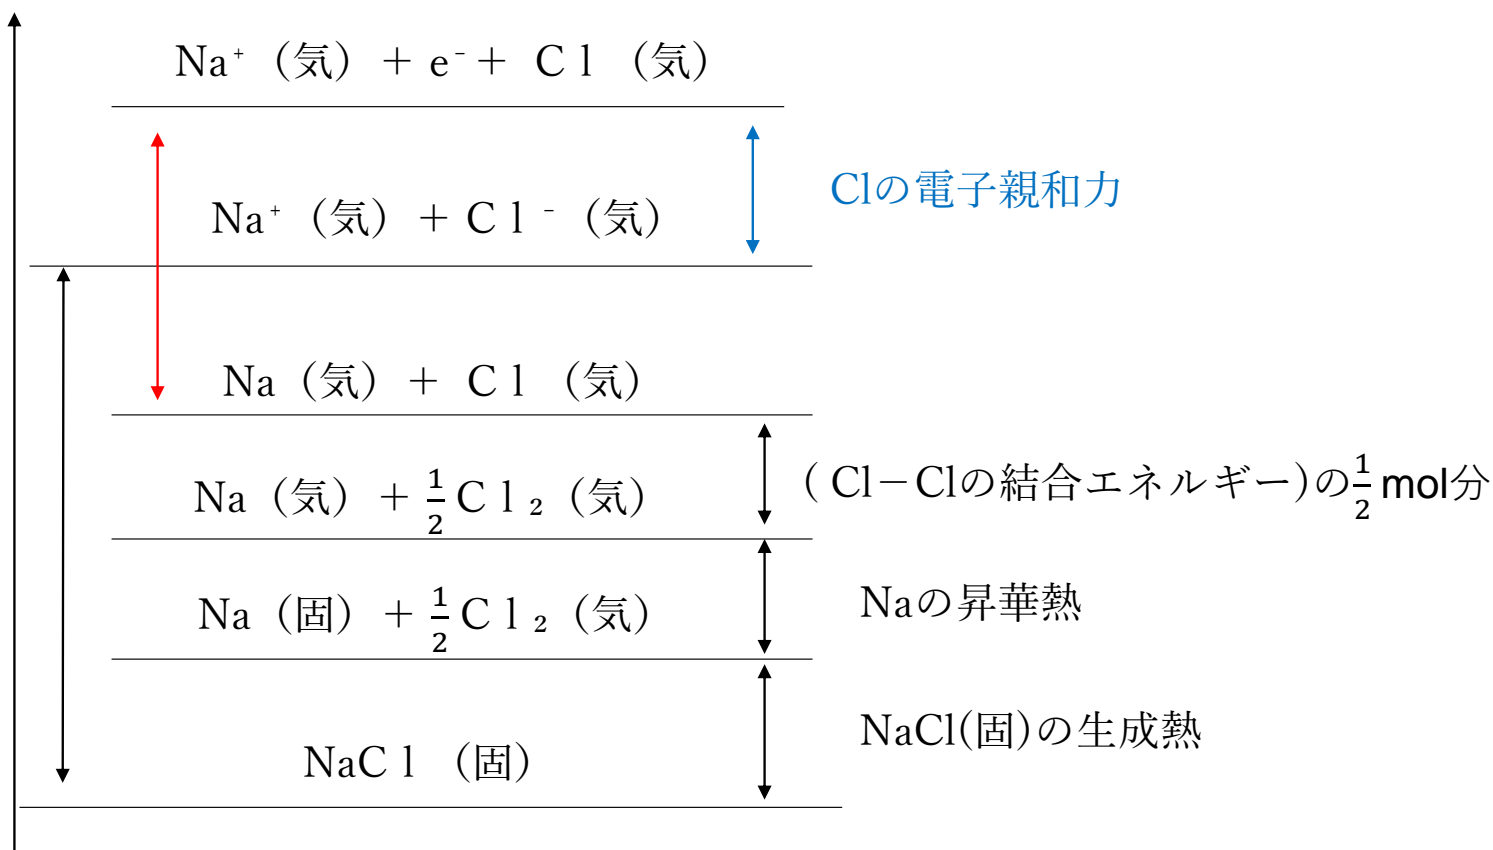 Na⁺（気）＋e⁻＋ Cl （気）
Clの電子親和力
Na⁺（気）＋Cl⁻（気）
Na（気）＋ Cl （気）
Na（気）＋1/2Cl₂（気）
(Cl－Clの結合エネルギー)の1/2mol分
Na（固）＋1/2Cl₂（気）
Naの昇華熱
NaCl(固)の生成熱
NaCl （固）